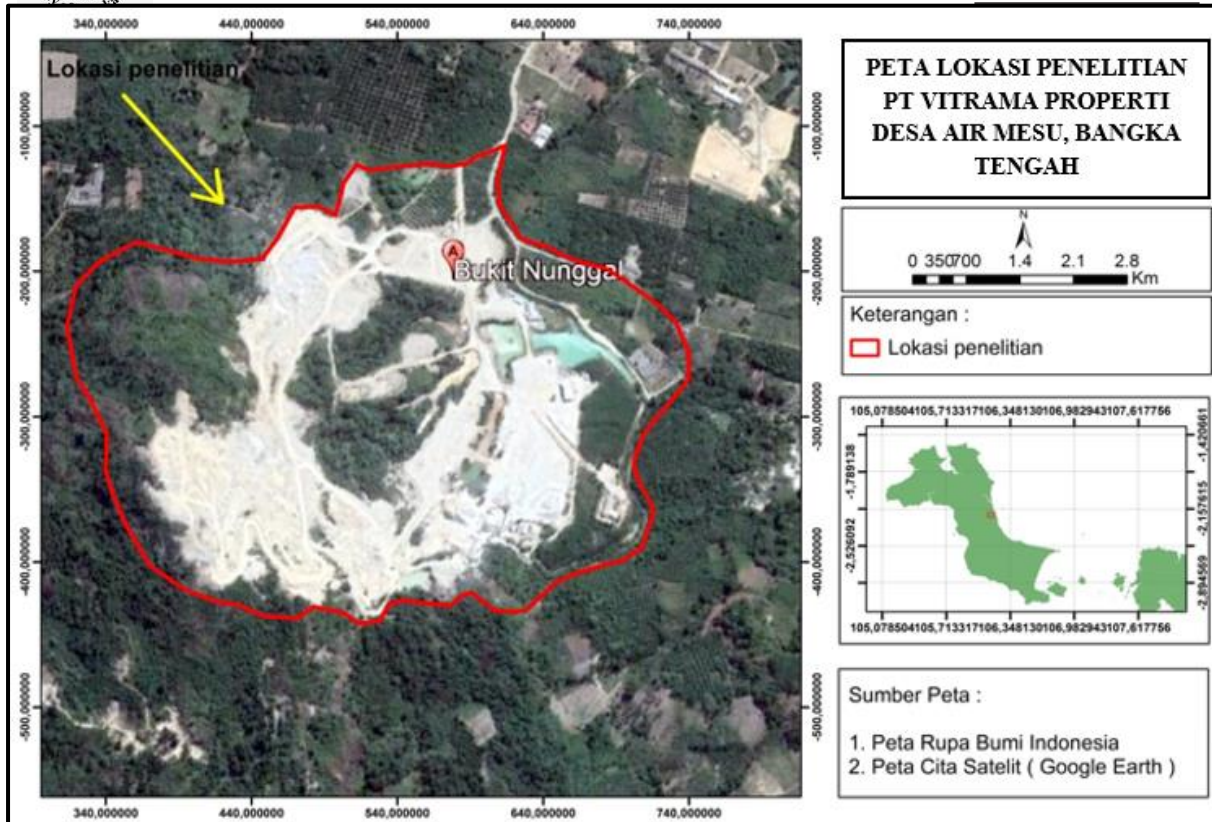 340,000000 440,000000 540,000000 640,000000 740,000000
Lokasi penelitian
-100,000000 -100,000000
-200,000000 -200,000000
-300,000000 -300,000000
-400,000000 -400,000000
-500,000000 -500,000000
A
Bukit Nunggal
340,000000 440,000000 540,000000 640,000000 740,000000
PETA LOKASI PENELITIAN
PT VITRAMA PROPERTI
DESA AIR MESU, BANGKA
TENGAH
N
0 350700 1.4 2.1 2.8
Km
Keterangan :
Lokasi penelitian
105,078504105,713317106,348130106,982943107,617756
-1,789138 -1,420661
-2,526092 -2,157615
-2,894569
105,078504105,713317106,348130106,982943107,617756
Sumber Peta :
1. Peta Rupa Bumi Indonesia
2. Peta Cita Satelit ( Google Earth )